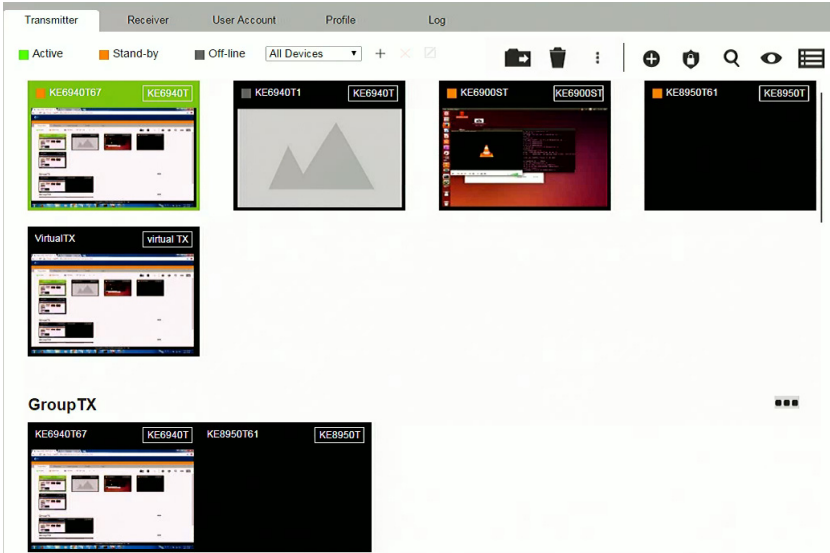 Transmitter Receiver User Account Profile Log
Active Stand-by Off-line All Devices
KE6940T67 KE6940T KE6940T1 KE6940T KE6900ST KE6900ST KE8950T61 KE8950T
VirtualTX virtual TX
GroupTX
KE6940T67 KE6940T KE8950T61 KE8950T